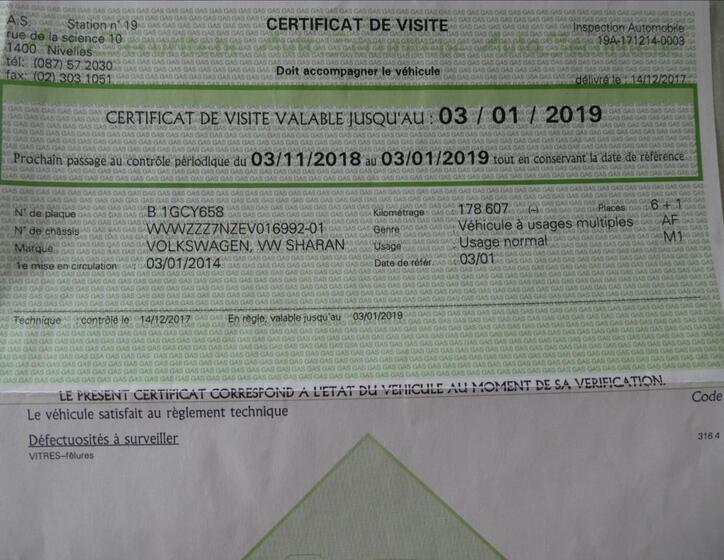 A.S. Station n° 19
rue de la science 10
1400 Nivelles
tél: (087) 57 2030
fax: (02) 303 1051
CERTIFICAT DE VISITE
Doit accompagner le véhicule
Inspection Automobile
19A-171214-0003
délivré le : 14/12/2017
CERTIFICAT DE VISITE VALABLE JUSQU'AU : 03 / 01 / 2019
Prochain passage au contrôle périodique du 03/11/2018 au 03/01/2019 tout en conservant la date de référence
N° de plaque B 1GCY658 Kilométrage : 178 607 (-) Places 6 + 1
N° de châssis WVWZZZ7NZEV016992-01 Genre Véhicule à usages multiples AF
Marque VOLKSWAGEN, VW SHARAN Usage : Usage normal M1
1e mise en circulation : 03/01/2014 Date de référ. : 03/01
Technique : contrôlé le 14/12/2017 En règle, valable jusqu'au 03/01/2019
LE PRESENT CERTIFICAT CORRESPOND A L'ETAT DU VEHICULE AU MOMENT DE SA VERIFICATION.
Le véhicule satisfait au règlement technique
Code
Défectuosités à surveiller
VITRES-fêlures
316 4